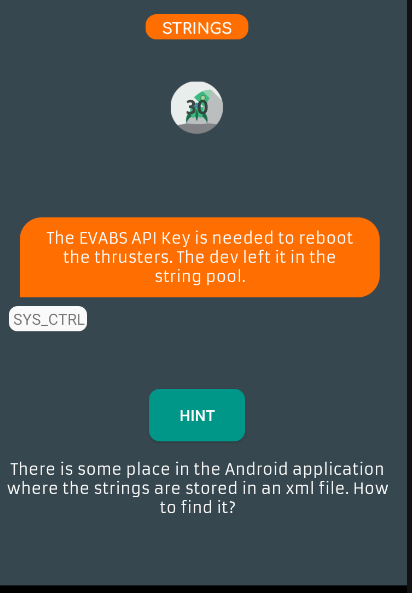 STRINGS
30
The EVABS API Key is needed to reboot
the thrusters. The dev left it in the
string pool.
SYS_CTRL
HINT
There is some place in the Android application
where the strings are stored in an xml file. How
to find it?